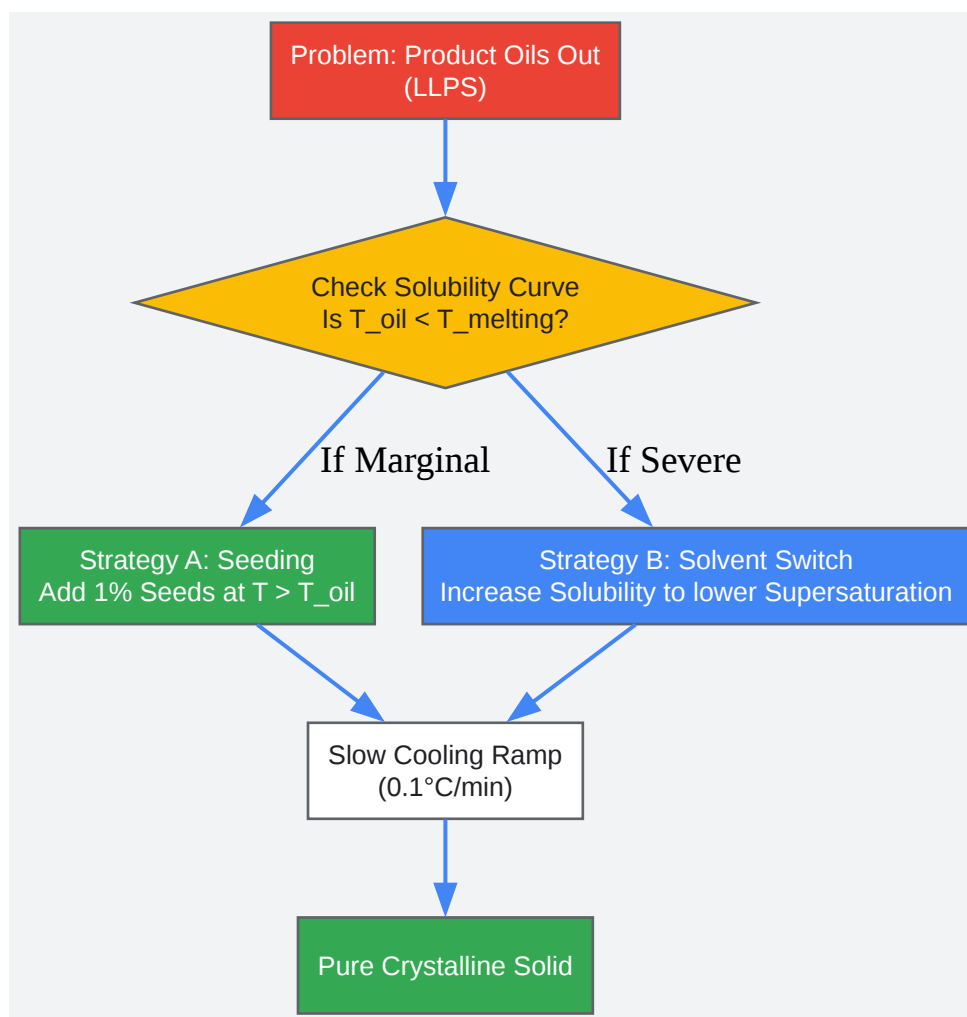 Problem: Product Oils Out
(LLPS)
Check Solubility Curve
Is T_oil < T_melting?
If Marginal
If Severe
Strategy A: Seeding
Add 1% Seeds at T > T_oil
Strategy B: Solvent Switch
Increase Solubility to lower Supersaturation
Slow Cooling Ramp
(0.1°C/min)
Pure Crystalline Solid